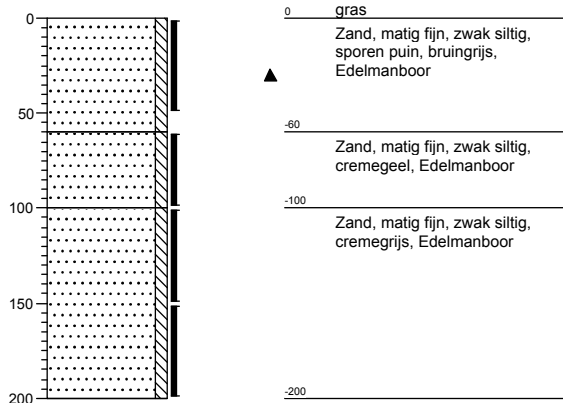 0
50
100
150
200
0
gras
Zand, matig fijn, zwak siltig,
sporen puin, bruingrijs,
Edelmanboor
-60
Zand, matig fijn, zwak siltig,
cremegeel, Edelmanboor
-100
Zand, matig fijn, zwak siltig,
cremegrijs, Edelmanboor
-200